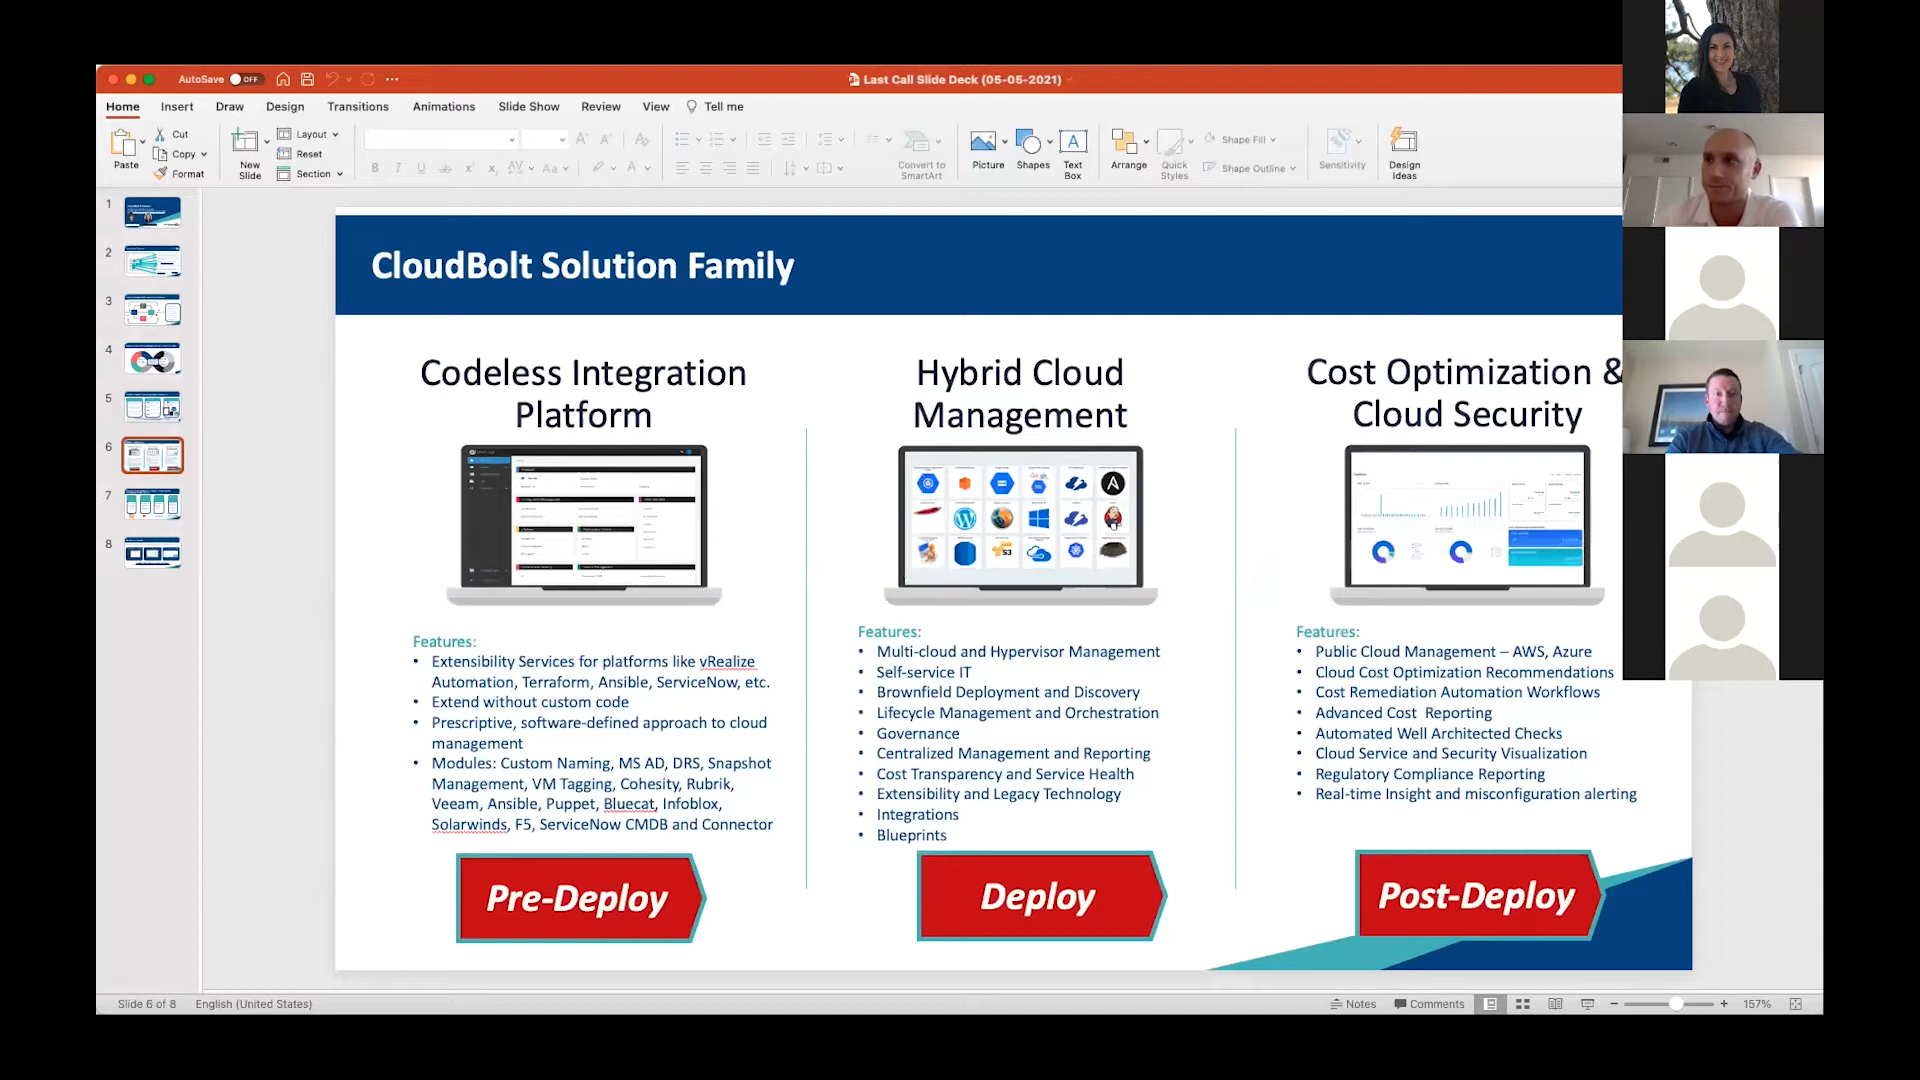 AutoSave OFF
Last Call Slide Deck (05-05-2021)
Home Insert Draw Design Transitions Animations Slide Show Review View Tell me
Paste
Cut
Copy
Format
New Slide
Layout
Reset
Section
Convert to SmartArt
Picture
Shapes
Text Box
Arrange
Quick Styles
Shape Fill
Shape Outline
Sensitivity
Design Ideas
1
2
3
4
5
6
7
8
CloudBolt Solution Family
Codeless Integration
Platform
Features:
• Extensibility Services for platforms like vRealize
Automation, Terraform, Ansible, ServiceNow, etc.
• Extend without custom code
• Prescriptive, software-defined approach to cloud
management
• Modules: Custom Naming, MS AD, DRS, Snapshot
Management, VM Tagging, Cohesity, Rubrik,
Veeam, Ansible, Puppet, Bluecat, Infoblox,
Solarwinds, F5, ServiceNow CMDB and Connector
Pre-Deploy
Hybrid Cloud
Management
Features:
• Multi-cloud and Hypervisor Management
• Self-service IT
• Brownfield Deployment and Discovery
• Lifecycle Management and Orchestration
• Governance
• Centralized Management and Reporting
• Cost Transparency and Service Health
• Extensibility and Legacy Technology
• Integrations
• Blueprints
Deploy
Cost Optimization &
Cloud Security
Features:
• Public Cloud Management – AWS, Azure
• Cloud Cost Optimization Recommendations
• Cost Remediation Automation Workflows
• Advanced Cost Reporting
• Automated Well Architected Checks
• Cloud Service and Security Visualization
• Regulatory Compliance Reporting
• Real-time Insight and misconfiguration alerting
Post-Deploy
Slide 6 of 8 English (United States)
Notes Comments 157%